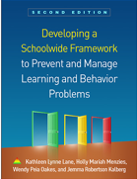 SECOND EDITION
Developing a
Schoolwide Framework
to Prevent and Manage
Learning and Behavior
Problems
Kathleen Lynne Lane, Holly Mariah Menzies,
Wendy Peia Oakes, and Jemma Robertson Kalberg